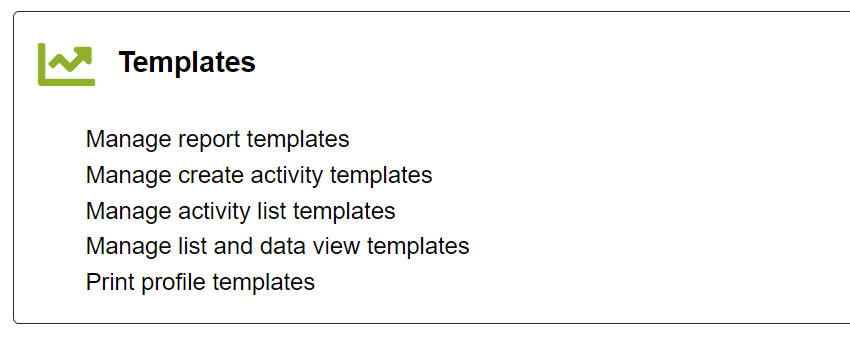 Templates
Manage report templates
Manage create activity templates
Manage activity list templates
Manage list and data view templates
Print profile templates